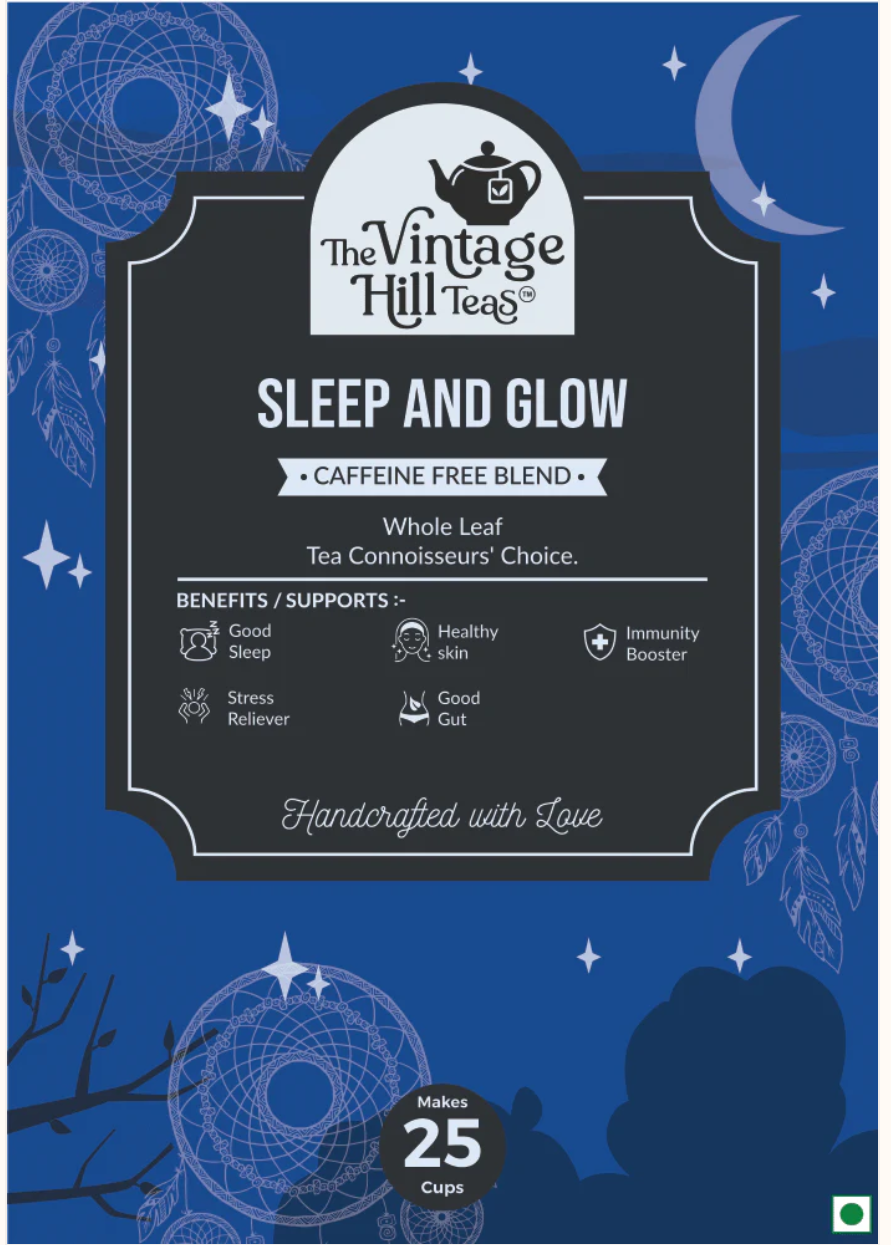 The Vintage
Hill Teas™
SLEEP AND GLOW
• CAFFEINE FREE BLEND •
Whole Leaf
Tea Connoisseurs' Choice.
BENEFITS / SUPPORTS :-
Good
Sleep
Healthy
skin
Immunity
Booster
Stress
Reliever
Good
Gut
Handcrafted with Love
Makes
25
Cups